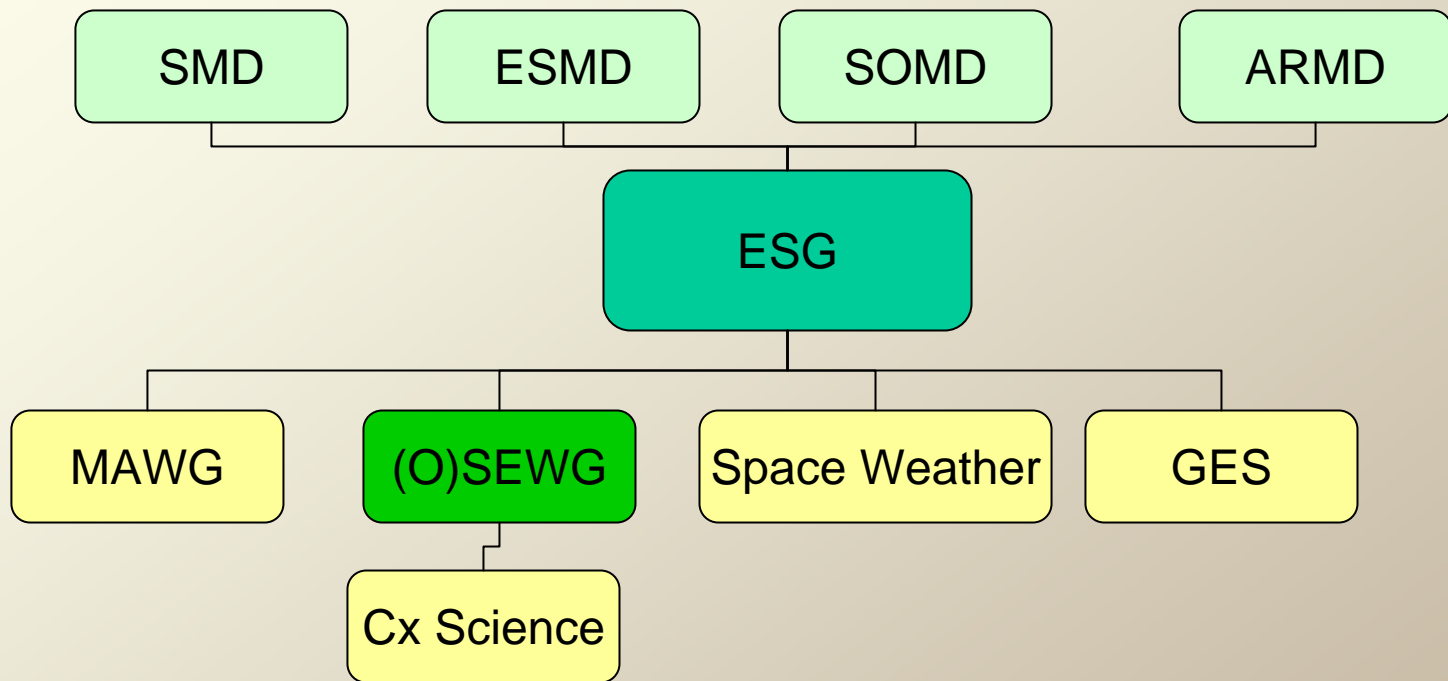 SMD
ESMD
SOMD
ARMD
ESG
MAWG
(O)SEWG
Space Weather
GES
Cx Science